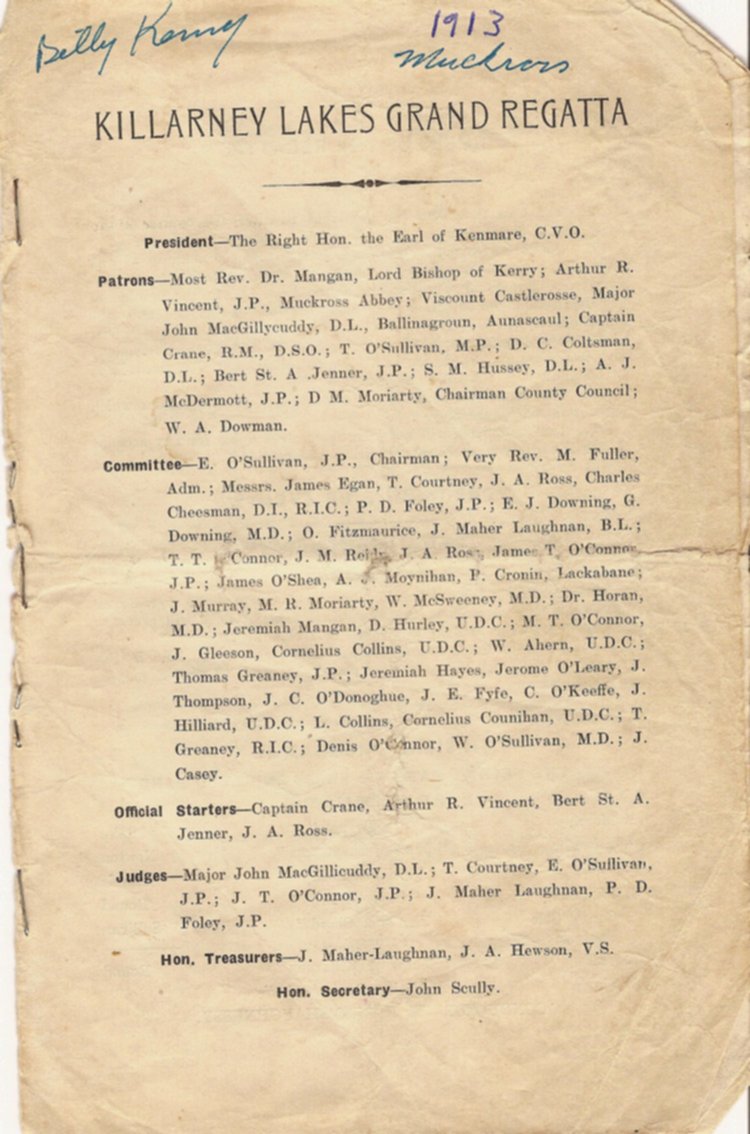 Betty Kenny
1913
Muckross
KILLARNEY LAKES GRAND REGATTA
President—The Right Hon. the Earl of Kenmare, C.V.O.
Patrons—Most Rev. Dr. Mangan, Lord Bishop of Kerry; Arthur R.
Vincent, J.P., Muckross Abbey; Viscount Castlerosse, Major
John MacGillycuddy, D.L., Ballinagroun, Aunascaul; Captain
Crane, R.M., D.S.O.; T. O'Sullivan, M.P.; D. C. Coltsman,
D.L.; Bert St. A .Jenner, J.P.; S. M. Hussey, D.L.; A. J.
McDermott, J.P.; D M. Moriarty, Chairman County Council;
W. A. Dowman.
Committee—E. O'Sullivan, J.P., Chairman; Very Rev. M. Fuller,
Adm.; Messrs. James Egan, T. Courtney, J. A. Ross, Charles
Cheesman, D.I., R.I.C.; P. D. Foley, J.P.; E. J. Downing, G.
Downing, M.D.; O. Fitzmaurice, J. Maher Laughnan, B.L.;
T. T. Connor, J. M. Reidy, J. A. Ross, James T. O'Connor
J.P.; James O'Shea, A. J. Moynihan, P. Cronin, Lackabane;
J. Murray, M. R. Moriarty, W. McSweeney, M.D.; Dr. Horan,
M.D.; Jeremiah Mangan, D. Hurley, U.D.C.; M. T. O'Connor,
J. Gleeson, Cornelius Collins, U.D.C.; W. Ahern, U.D.C.;
Thomas Greaney, J.P.; Jeremiah Hayes, Jerome O'Leary, J.
Thompson, J. C. O'Donoghue, J. E. Fyfe, C. O'Keeffe, J.
Hilliard, U.D.C.; L. Collins, Cornelius Counihan, U.D.C.; T.
Greaney, R.I.C.; Denis O'Connor, W. O'Sullivan, M.D.; J.
Casey.
Official Starters—Captain Crane, Arthur R. Vincent, Bert St. A.
Jenner, J. A. Ross.
Judges—Major John MacGillicuddy, D.L.; T. Courtney, E. O'Sullivan,
J.P.; J. T. O'Connor, J.P.; J. Maher Laughnan, P. D.
Foley, J.P.
Hon. Treasurers—J. Maher-Laughnan, J. A. Hewson, V.S.
Hon. Secretary—John Scully.